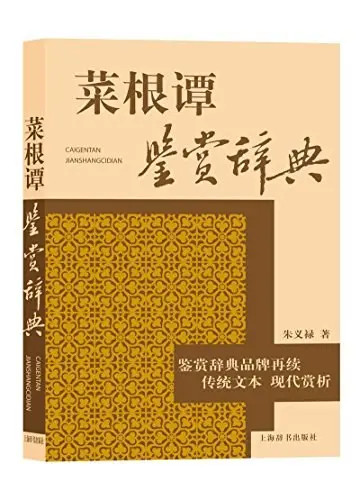 菜根谭
CAIGENTAN
JIANSHANGCIDIAN
鉴赏辞典
朱义禄 著
鉴赏辞典品牌再续
传统文本 现代赏析
上海辞书出版社
菜根谭
鉴赏辞典
CAIGENTAN
JIANSHANGCIDIAN